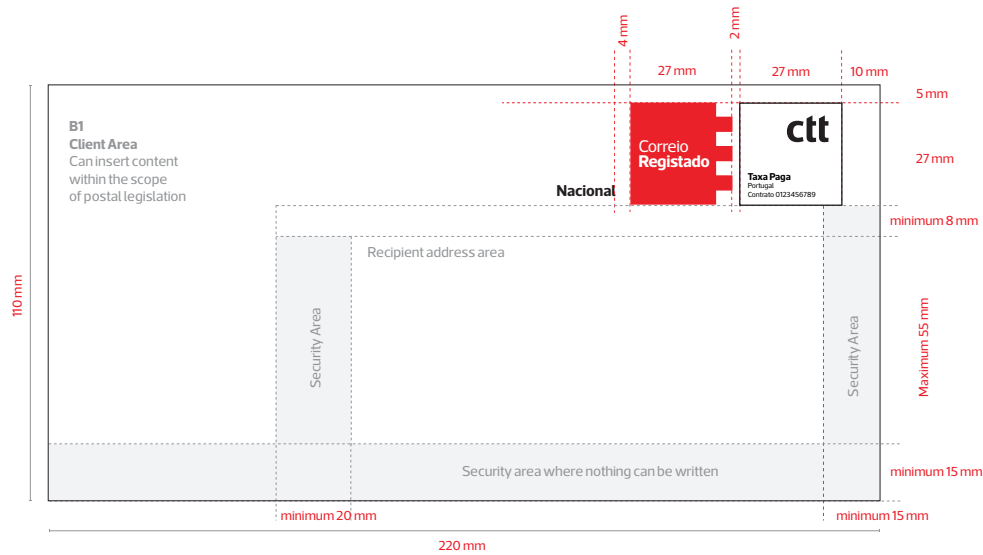 4 mm
2 mm
27 mm
27 mm
10 mm
5 mm
B1
Client Area
Can insert content
within the scope
of postal legislation
Correio
Registado
ctt
27 mm
Taxa Paga
Portugal
Contrato 0123456789
Nacional
minimum 8 mm
Recipient address area
110 mm
Security Area
Security Area
Maximum 55 mm
Security area where nothing can be written
minimum 15 mm
minimum 20 mm
minimum 15 mm
220 mm